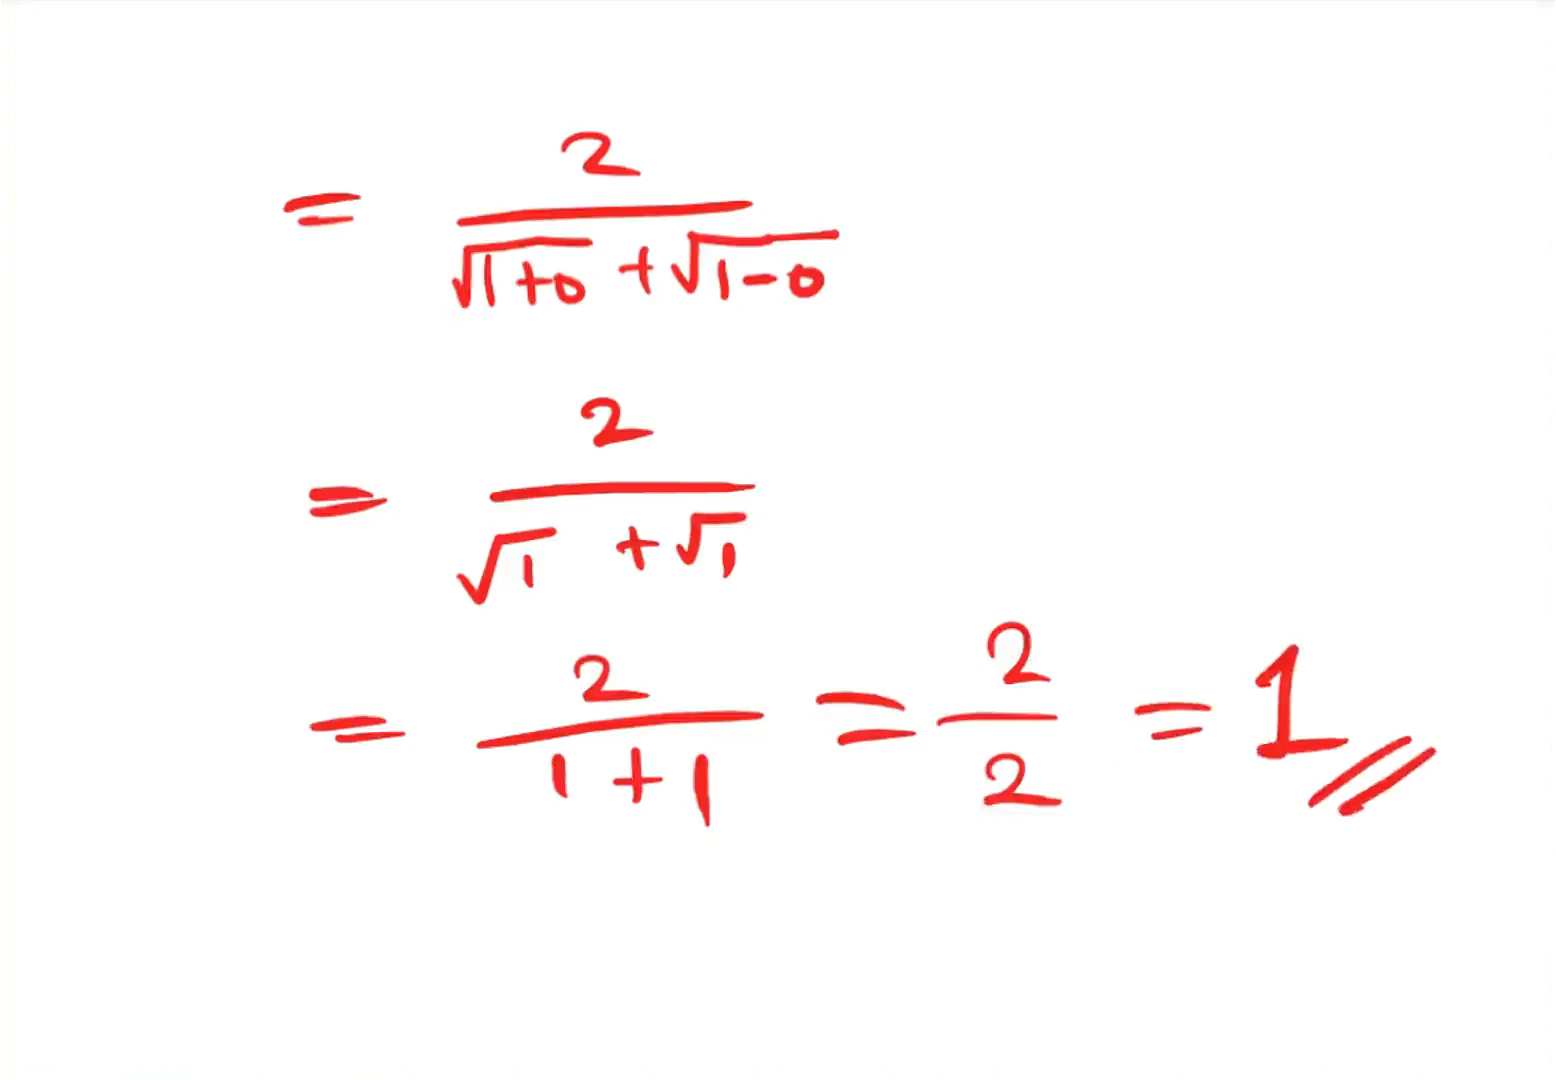 = 2/(√(1+0) + √(1-0))
= 2/(√1 + √1)
= 2/(1+1) = 2/2 = 1